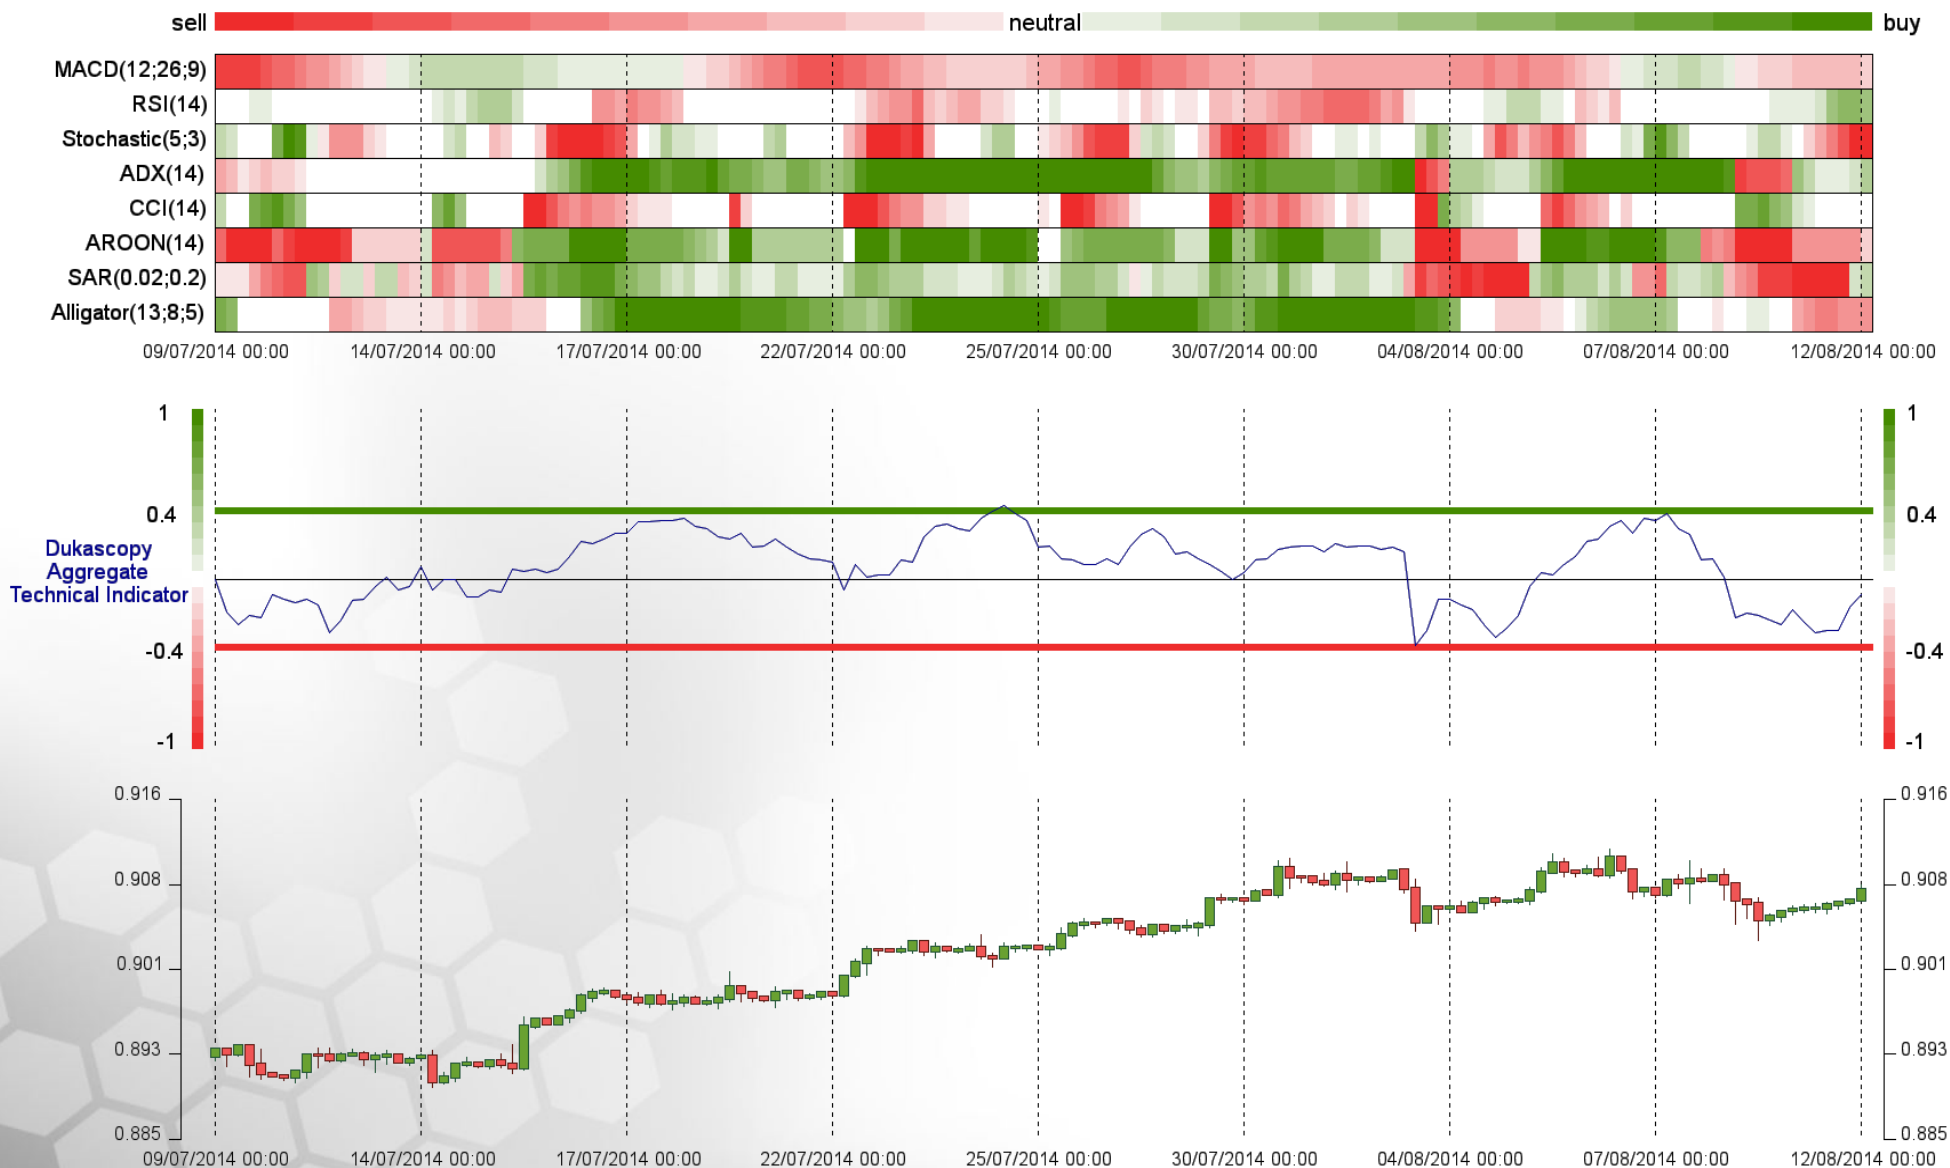 sell neutral buy
MACD(12;26;9)
RSI(14)
Stochastic(5;3)
ADX(14)
CCI(14)
AROON(14)
SAR(0.02;0.2)
Alligator(13;8;5)
09/07/2014 00:00 14/07/2014 00:00 17/07/2014 00:00 22/07/2014 00:00 25/07/2014 00:00 30/07/2014 00:00 04/08/2014 00:00 07/08/2014 00:00 12/08/2014 00:00
1 1
0.4 0.4
Dukascopy
Aggregate
Technical Indicator
-0.4 -0.4
-1 -1
0.916 0.916
0.908 0.908
0.901 0.901
0.893 0.893
0.885 0.885
09/07/2014 00:00 14/07/2014 00:00 17/07/2014 00:00 22/07/2014 00:00 25/07/2014 00:00 30/07/2014 00:00 04/08/2014 00:00 07/08/2014 00:00 12/08/2014 00:00